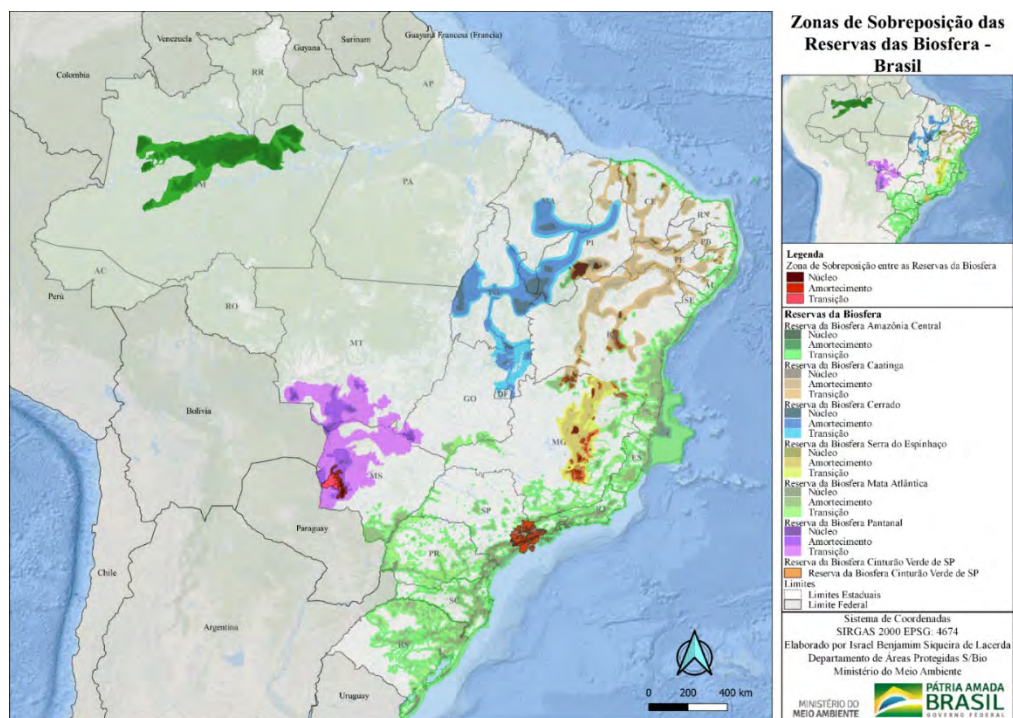 Zonas de Sobreposição das
Reservas das Biosfera -
Brasil
Venezuela
Guyana
Surinam
Guayana Francesa (Francia)
Colombia
RR
AP
AM
PA
MA
CE
RN
PB
PE
AL
SE
PI
TO
AC
RO
Perú
MT
BA
GO
DF
Bolivia
MG
ES
MS
SP
RJ
Paraguay
PR
SC
RS
Chile
Argentina
Uruguay
0 200 400 km
Legenda
Zona de Sobreposição entre as Reservas da Biosfera
Núcleo
Amortecimento
Transição
Reservas da Biosfera
Reserva da Biosfera Amazônia Central
Núcleo
Amortecimento
Transição
Reserva da Biosfera Caatinga
Núcleo
Amortecimento
Transição
Reserva da Biosfera Cerrado
Núcleo
Amortecimento
Transição
Reserva da Biosfera Serra do Espinhaço
Núcleo
Amortecimento
Transição
Reserva da Biosfera Mata Atlântica
Núcleo
Amortecimento
Transição
Reserva da Biosfera Pantanal
Núcleo
Amortecimento
Transição
Reserva da Biosfera Cinturão Verde de SP
Reserva da Biosfera Cinturão Verde de SP
Limites
Limites Estaduais
Limite Federal
Sistema de Coordenadas
SIRGAS 2000 EPSG: 4674
Elaborado por Israel Benjamim Siqueira de Lacerda
Departamento de Áreas Protegidas S/Bio
Ministério do Meio Ambiente
MINISTÉRIO DO
MEIO AMBIENTE
PÁTRIA AMADA
BRASIL
GOVERNO FEDERAL